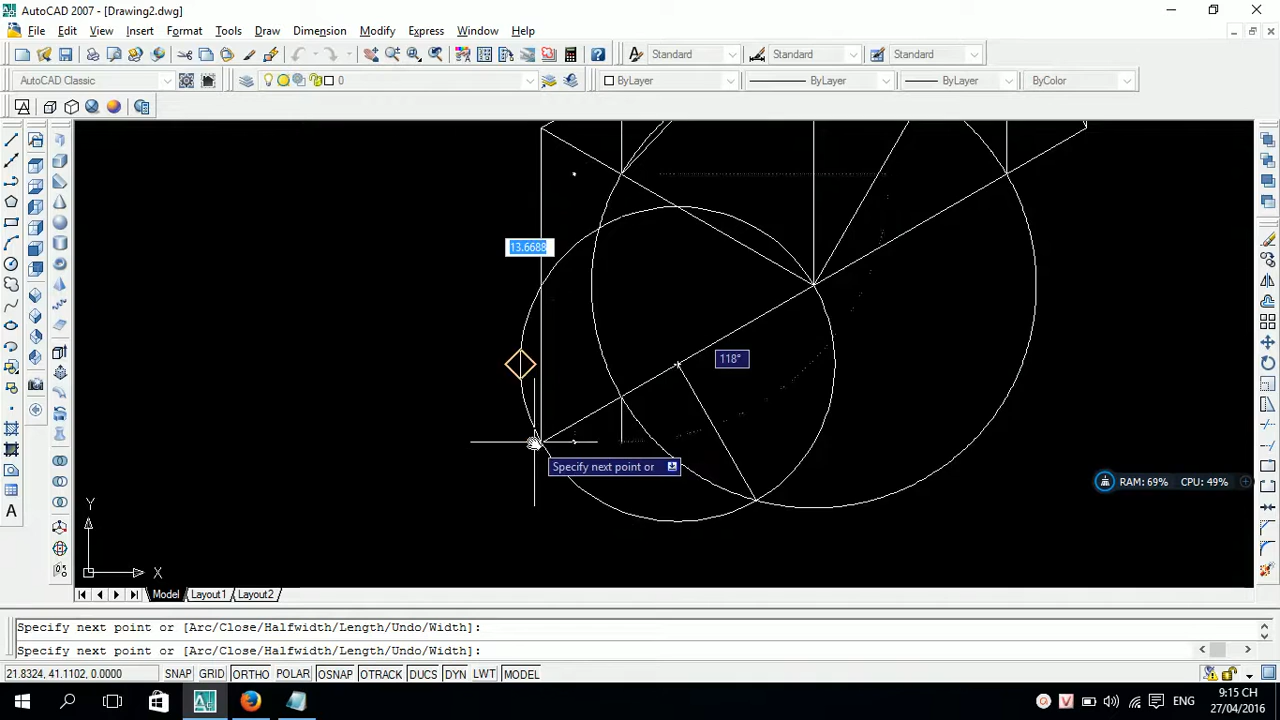 AutoCAD 2007 - [Drawing2.dwg]
File Edit View Insert Format Tools Draw Dimension Modify Express Window Help
Standard Standard Standard
AutoCAD Classic 0 ByLayer ByLayer ByLayer ByColor
13.6688
118°
Specify next point or
RAM: 69% CPU: 49%
Y
X
Model Layout1 Layout2
Specify next point or [Arc/Close/Halfwidth/Length/Undo/Width]:
Specify next point or [Arc/Close/Halfwidth/Length/Undo/Width]:
21.8324, 41.1102, 0.0000 SNAP GRID ORTHO POLAR OSNAP OTRACK DUCS DYN LWT MODEL
ENG 9:15 CH
27/04/2016